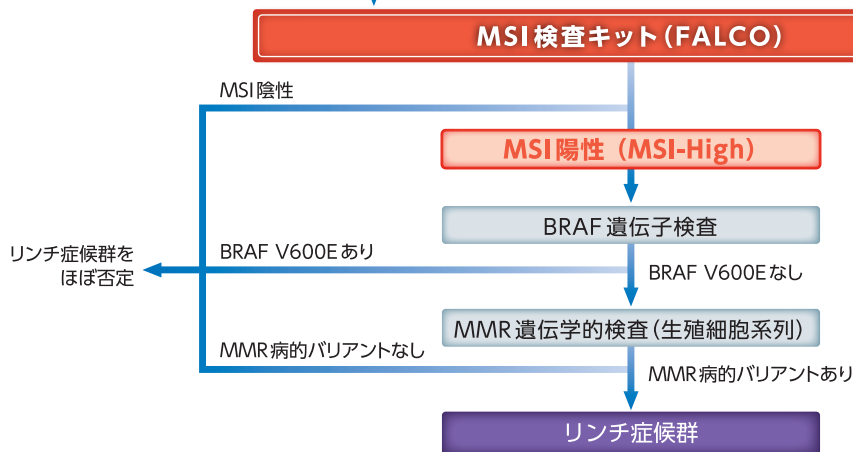 MSI検査キット(FALCO)
MSI陰性
MSI陽性(MSI-High)
BRAF遺伝子検査
リンチ症候群を
ほぼ否定
BRAF V600Eあり
BRAF V600Eなし
MMR遺伝学的検査(生殖細胞系列)
MMR病的バリアントなし
MMR病的バリアントあり
リンチ症候群